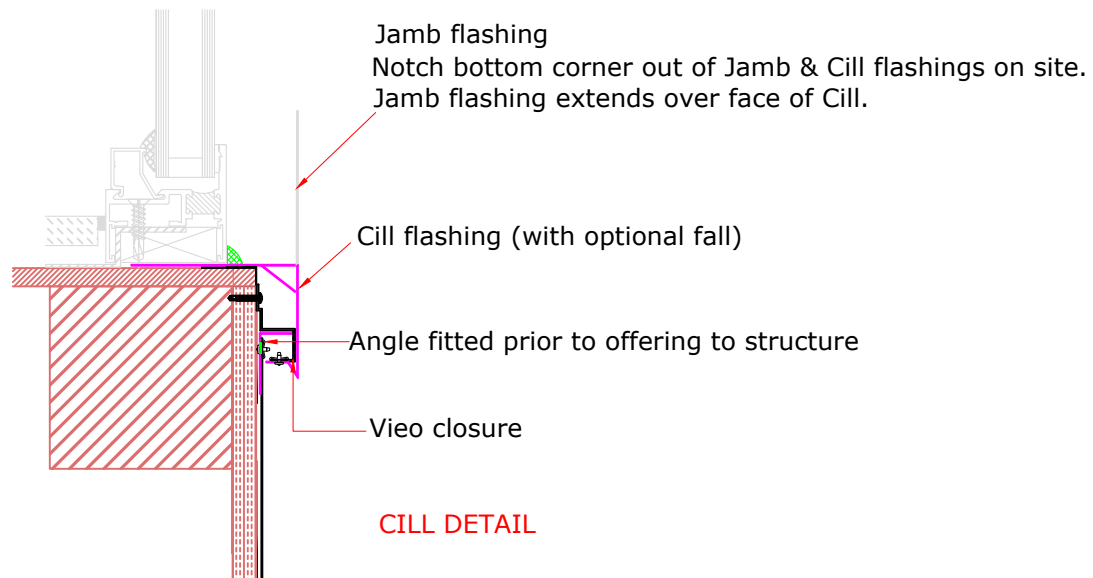 Jamb flashing
Notch bottom corner out of Jamb & Cill flashings on site.
Jamb flashing extends over face of Cill.
Cill flashing (with optional fall)
Angle fitted prior to offering to structure
Vieo closure
CILL DETAIL